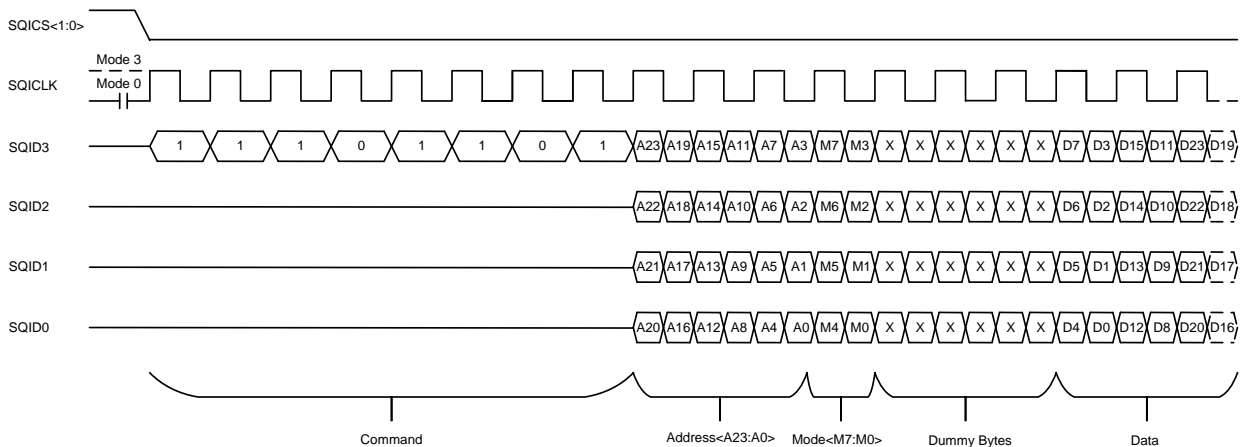 SQICS<1:0>
Mode 3
Mode 0
SQICLK
SQID3 1 1 1 0 1 1 0 1 A23 A19 A15 A11 A7 A3 M7 M3 X X X X X X D7 D3 D15 D11 D23 D19
SQID2 A22 A18 A14 A10 A6 A2 M6 M2 X X X X X X D6 D2 D14 D10 D22 D18
SQID1 A21 A17 A13 A9 A5 A1 M5 M1 X X X X X X D5 D1 D13 D9 D21 D17
SQID0 A20 A16 A12 A8 A4 A0 M4 M0 X X X X X X D4 D0 D12 D8 D20 D16
Command Address<A23:A0> Mode<M7:M0> Dummy Bytes Data